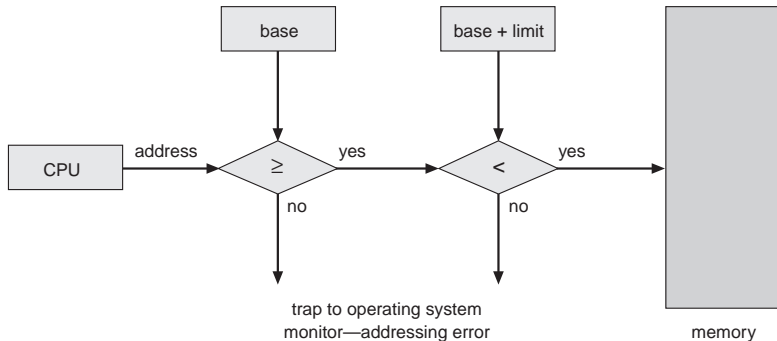 base
base + limit
address
yes
yes
CPU
≥
<
no
no
trap to operating system
monitor—addressing error
memory